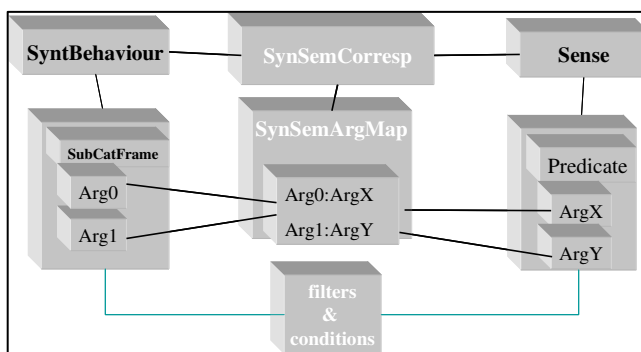 SyntBehaviour
SynSemCorresp
Sense
SubCatFrame
Arg0
Arg1
SynSemArgMap
Arg0:ArgX
Arg1:ArgY
Predicate
ArgX
ArgY
filters
&
conditions